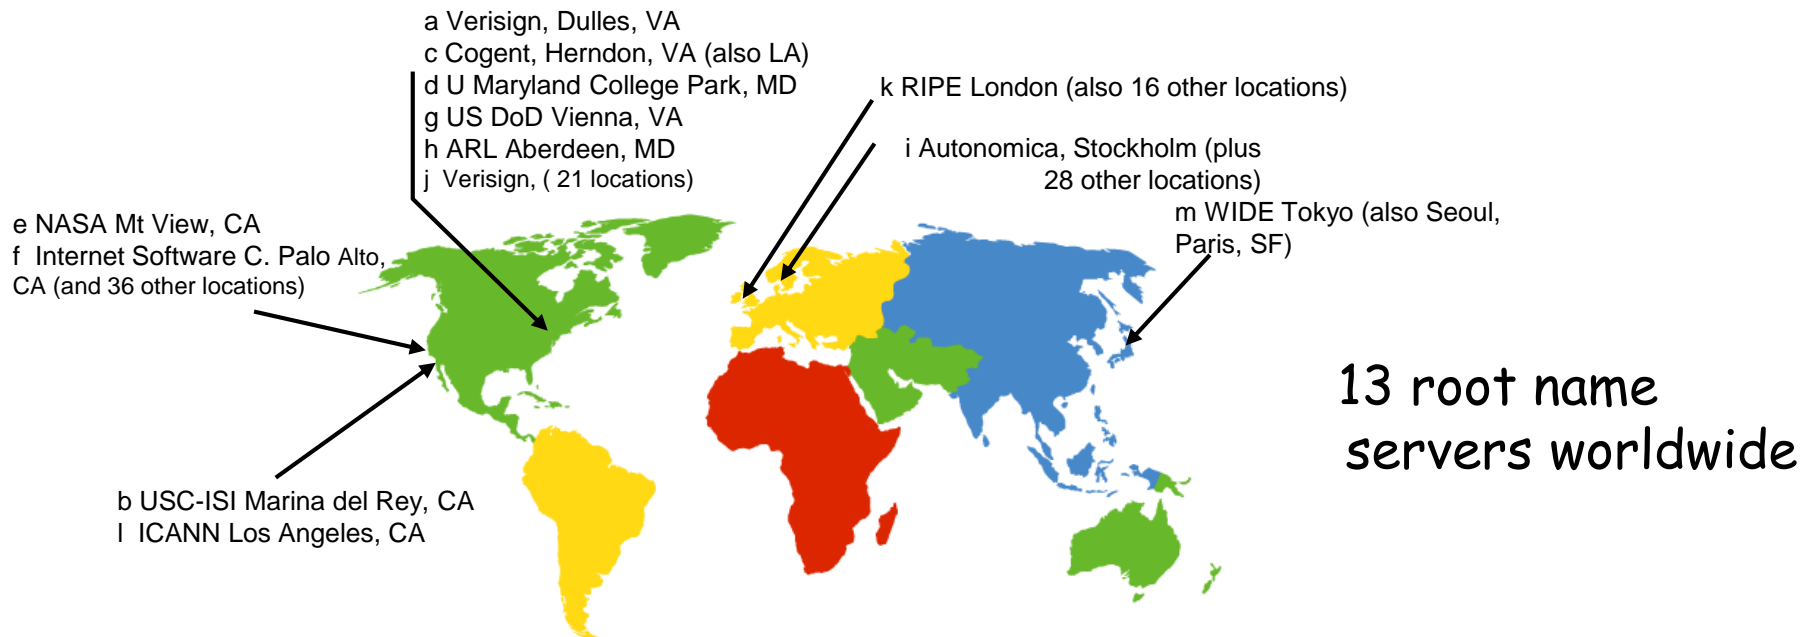 a Verisign, Dulles, VA
c Cogent, Herndon, VA (also LA)
d U Maryland College Park, MD
g US DoD Vienna, VA
h ARL Aberdeen, MD
j Verisign, ( 21 locations)
k RIPE London (also 16 other locations)
i Autonomica, Stockholm (plus
28 other locations)
m WIDE Tokyo (also Seoul,
Paris, SF)
e NASA Mt View, CA
f Internet Software C. Palo Alto,
CA (and 36 other locations)
13 root name
servers worldwide
b USC-ISI Marina del Rey, CA
l ICANN Los Angeles, CA